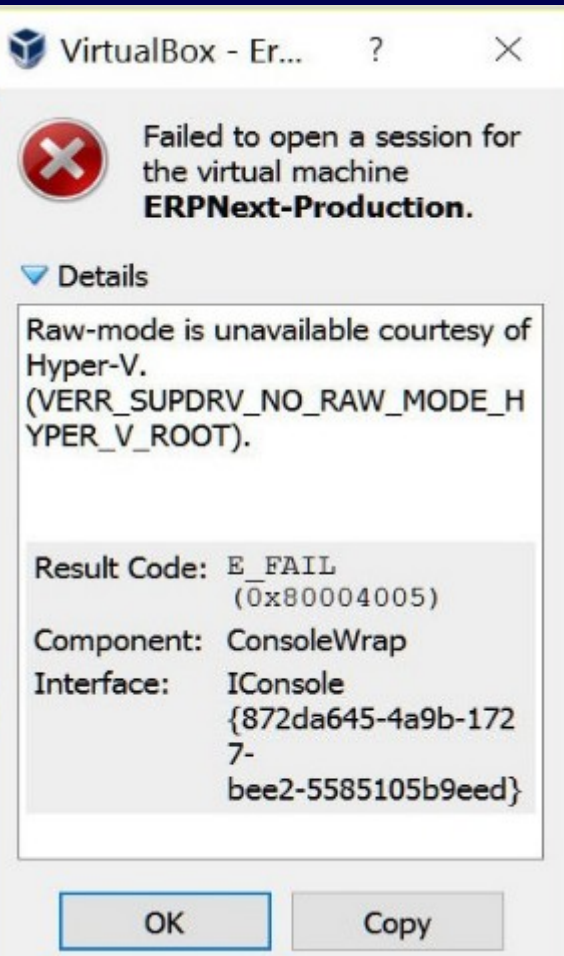 VirtualBox - Er...
?
Failed to open a session for
the virtual machine
ERPNext-Production.
Details
Raw-mode is unavailable courtesy of
Hyper-V.
(VERR_SUPDRV_NO_RAW_MODE_H
YPER_V_ROOT).
Result Code: E_FAIL
(0x80004005)
Component: ConsoleWrap
Interface: IConsole
{872da645-4a9b-172
7-
bee2-5585105b9eed}
OK
Copy